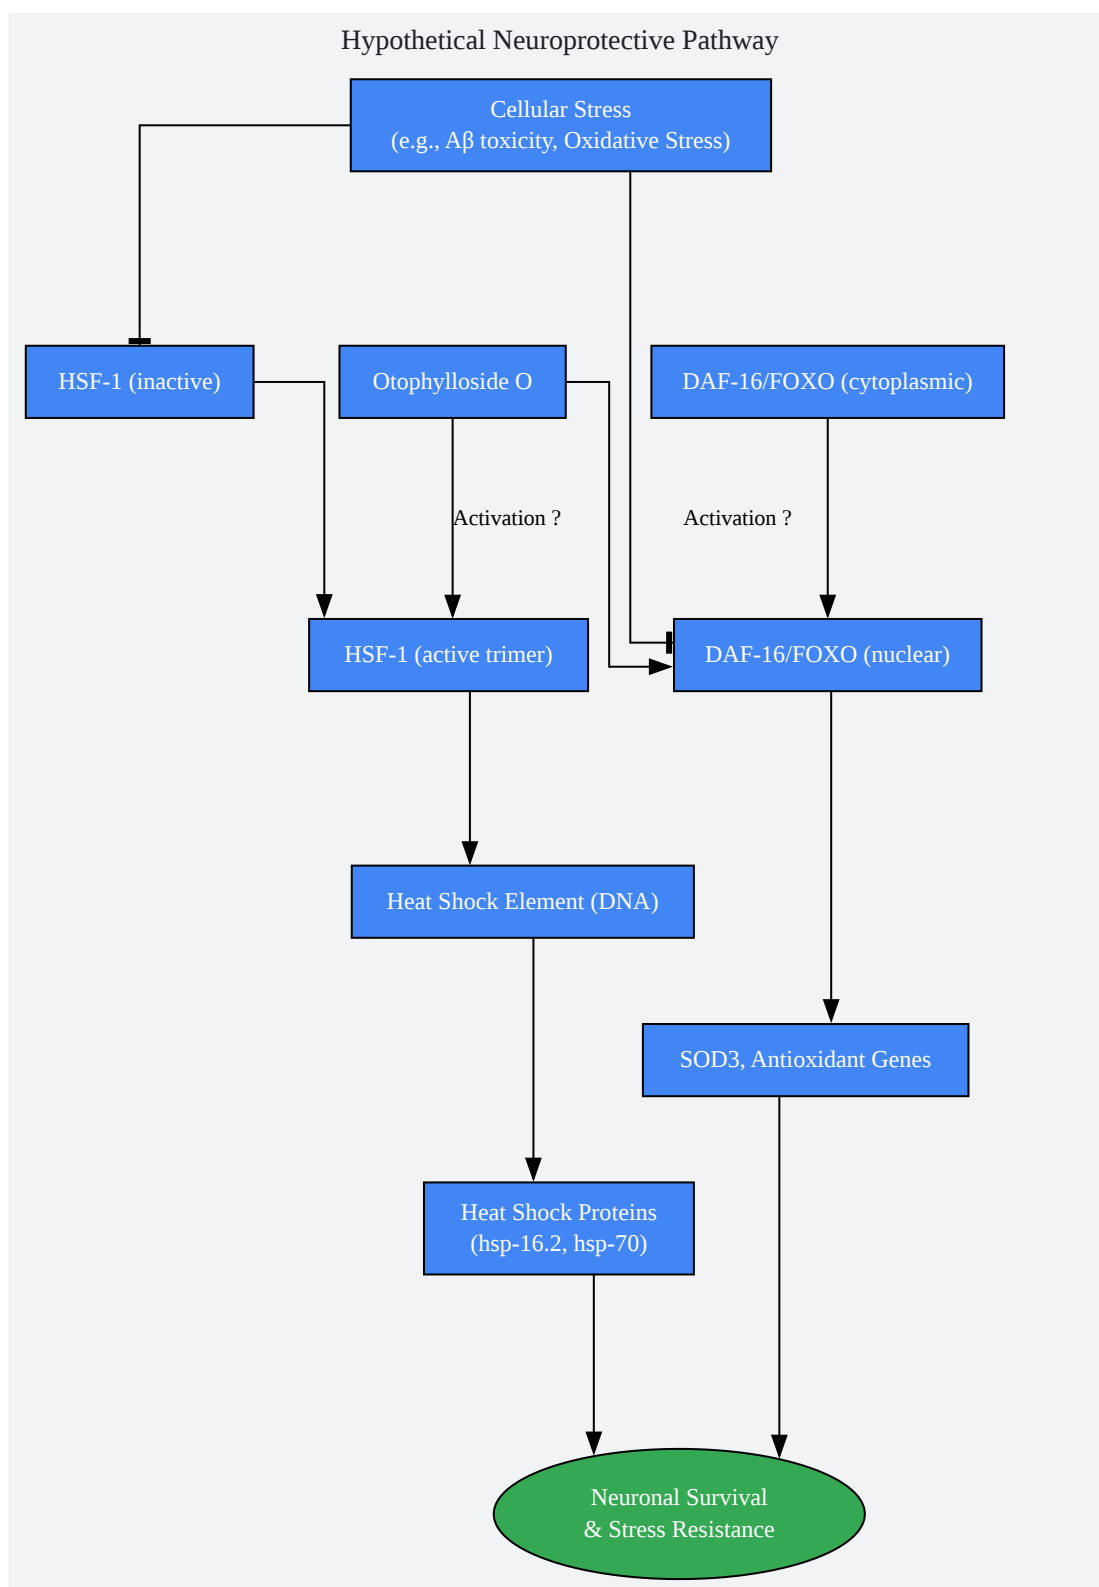 Hypothetical Neuroprotective Pathway
Cellular Stress
(e.g., Aβ toxicity, Oxidative Stress)
HSF-1 (inactive)
Otophylloside O
DAF-16/FOXO (cytoplasmic)
Activation ?
Activation ?
HSF-1 (active trimer)
DAF-16/FOXO (nuclear)
Heat Shock Element (DNA)
SOD3, Antioxidant Genes
Heat Shock Proteins
(hsp-16.2, hsp-70)
Neuronal Survival
& Stress Resistance